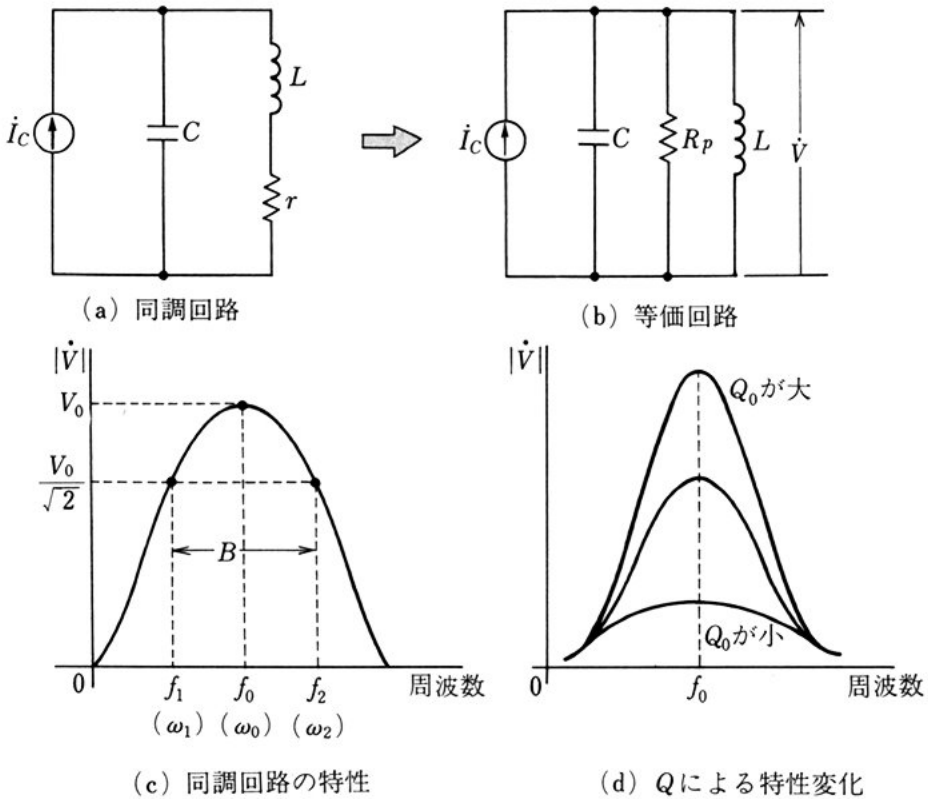 İ_C
C
L
r
(a) 同調回路
İ_C
C
R_p
L
V̇
(b) 等価回路
|V̇|
V_0
V_0/√2
B
0
f_1 f_0 f_2 周波数
(ω_1) (ω_0) (ω_2)
(c) 同調回路の特性
|V̇|
Q_0が大
Q_0が小
0
f_0
周波数
(d) Qによる特性変化